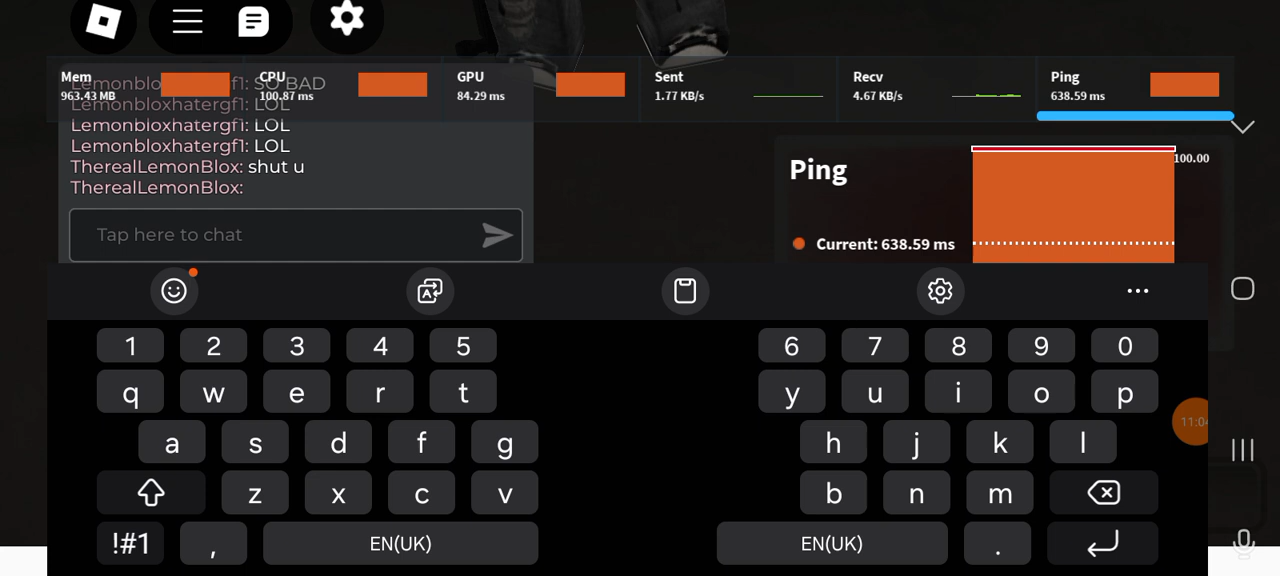 Mem
963.43 MB
CPU
100.87 ms
GPU
84.29 ms
Sent
1.77 KB/s
Recv
4.67 KB/s
Ping
638.59 ms
Lemonbloxhatergf1: SO BAD
Lemonbloxhatergf1: LOL
Lemonbloxhatergf1: LOL
Lemonbloxhatergf1: LOL
TherealLemonBlox: shut u
TherealLemonBlox:
Tap here to chat
Ping
100.00
Current: 638.59 ms
11:04
1 2 3 4 5 6 7 8 9 0
q w e r t y u i o p
a s d f g h j k l
z x c v b n m
!#1 , EN(UK) EN(UK) .